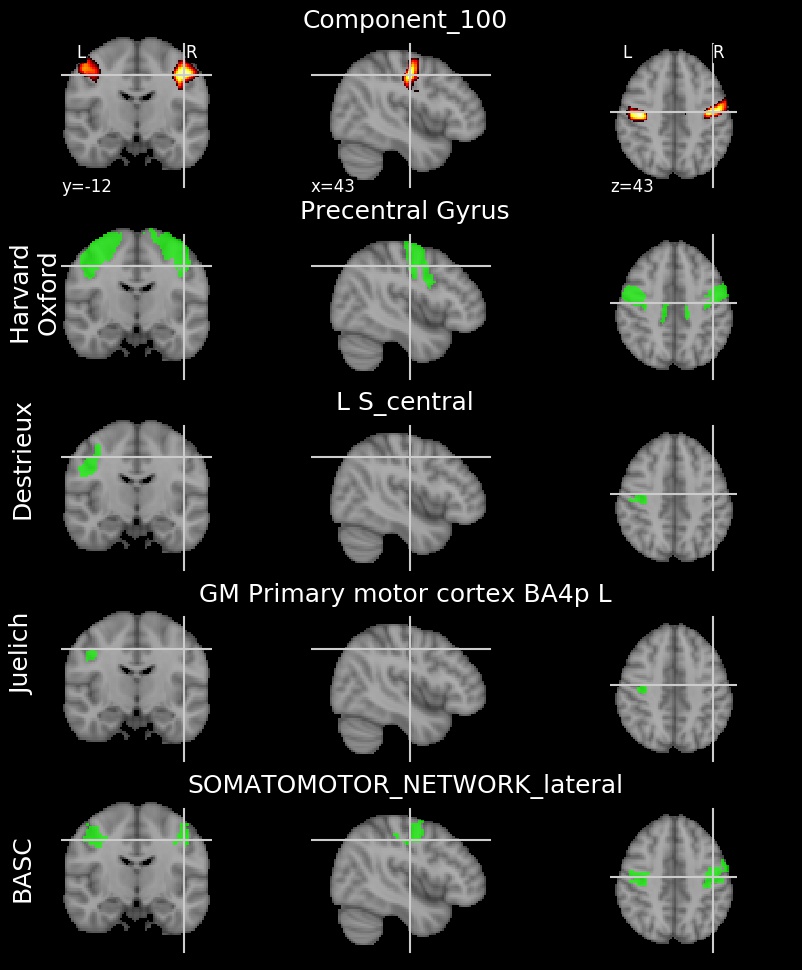 Component_100
L R L R
y=-12 x=43 z=43
Precentral Gyrus
Harvard
Oxford
L S_central
Destrieux
GM Primary motor cortex BA4p L
Juelich
SOMATOMOTOR_NETWORK_lateral
BASC